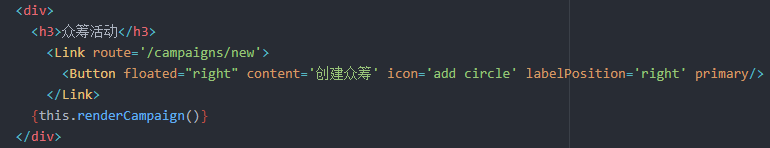 <div>
<h3>众筹活动</h3>
<Link route='/campaigns/new'>
<Button floated="right" content='创建众筹' icon='add circle' labelPosition='right' primary/>
</Link>
{this.renderCampaign()}
</div>